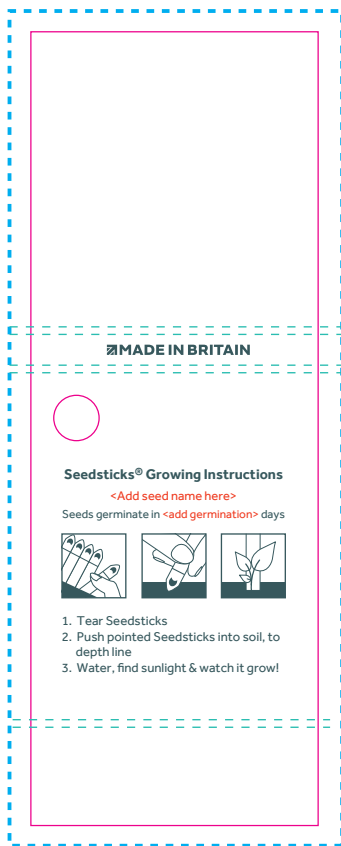 MADE IN BRITAIN
Seedsticks® Growing Instructions
<Add seed name here>
Seeds germinate in <add germination> days
1. Tear Seedsticks
2. Push pointed Seedsticks into soil, to
depth line
3. Water, find sunlight & watch it grow!